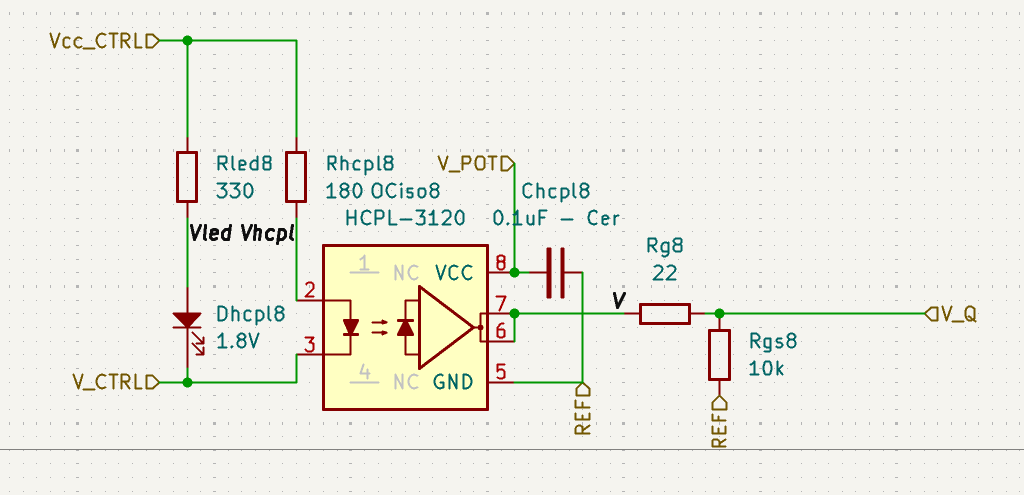 Vcc_CTRL
Rled8
330
Rhcpl8
180
OCiso8
HCPL-3120
V_POT
Chcpl8
0.1uF - Cer
Vled
Vhcpl
Rg8
22
1
NC
VCC
8
2
7
6
3
4
NC
GND
5
V
Dhcpl8
1.8V
V_CTRL
V_Q
Rgs8
10k
REF
REF